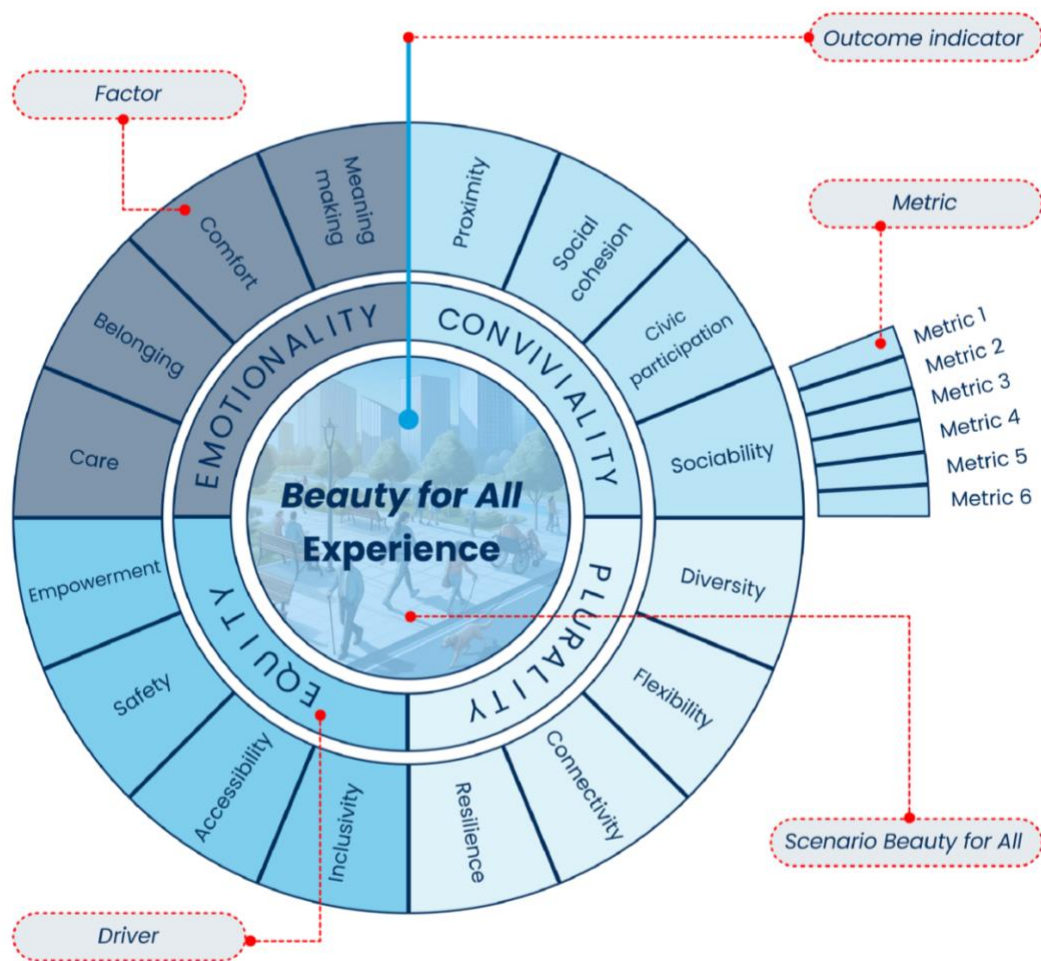 Outcome indicator
Factor
Metric
Meaning
making
Proximity
Comfort
Social
cohesion
Belonging
Civic
participation
Care
Sociability
EMOTIONALITY
CONVIVIALITY
Metric 1
Metric 2
Metric 3
Metric 4
Metric 5
Metric 6
Beauty for All
Experience
Empowerment
Diversity
EQUITY
PLURALITY
Safety
Flexibility
Accessibility
Connectivity
Inclusivity
Resilience
Scenario Beauty for All
Driver